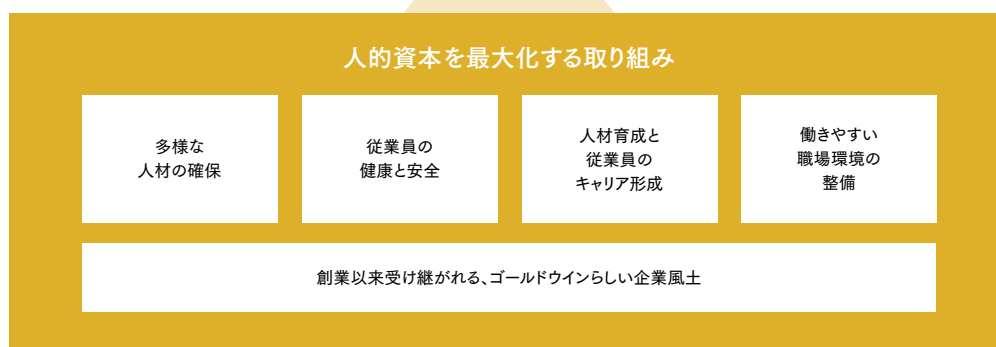 人的資本を最大化する取り組み
多様な
人材の確保
従業員の
健康と安全
人材育成と
従業員の
キャリア形成
働きやすい
職場環境の
整備
創業以来受け継がれる、ゴールドウインらしい企業風土